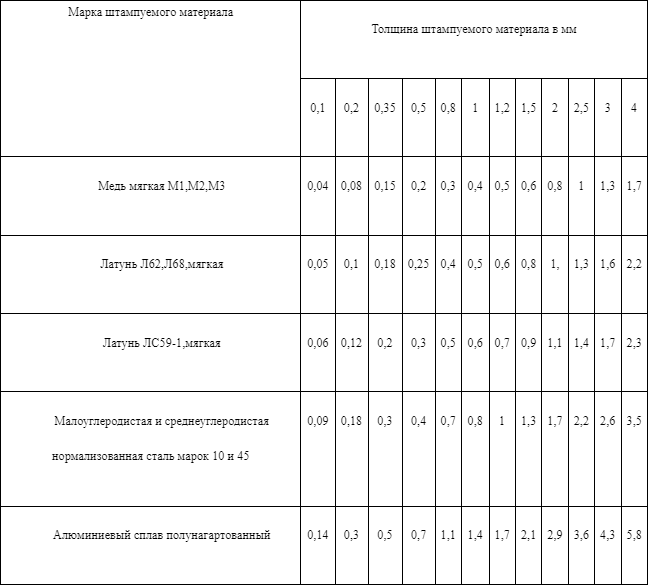 Марка штампуемого материала
Толщина штампуемого материала в мм
0,1 0,2 0,35 0,5 0,8 1 1,2 1,5 2 2,5 3 4
Медь мягкая М1,М2,М3 0,04 0,08 0,15 0,2 0,3 0,4 0,5 0,6 0,8 1 1,3 1,7
Латунь Л62,Л68,мягкая 0,05 0,1 0,18 0,25 0,4 0,5 0,6 0,8 1, 1,3 1,6 2,2
Латунь ЛС59-1,мягкая 0,06 0,12 0,2 0,3 0,5 0,6 0,7 0,9 1,1 1,4 1,7 2,3
Малоуглеродистая и среднеуглеродистая 0,09 0,18 0,3 0,4 0,7 0,8 1 1,3 1,7 2,2 2,6 3,5
нормализованная сталь марок 10 и 45
Алюминиевый сплав полунагартованный 0,14 0,3 0,5 0,7 1,1 1,4 1,7 2,1 2,9 3,6 4,3 5,8